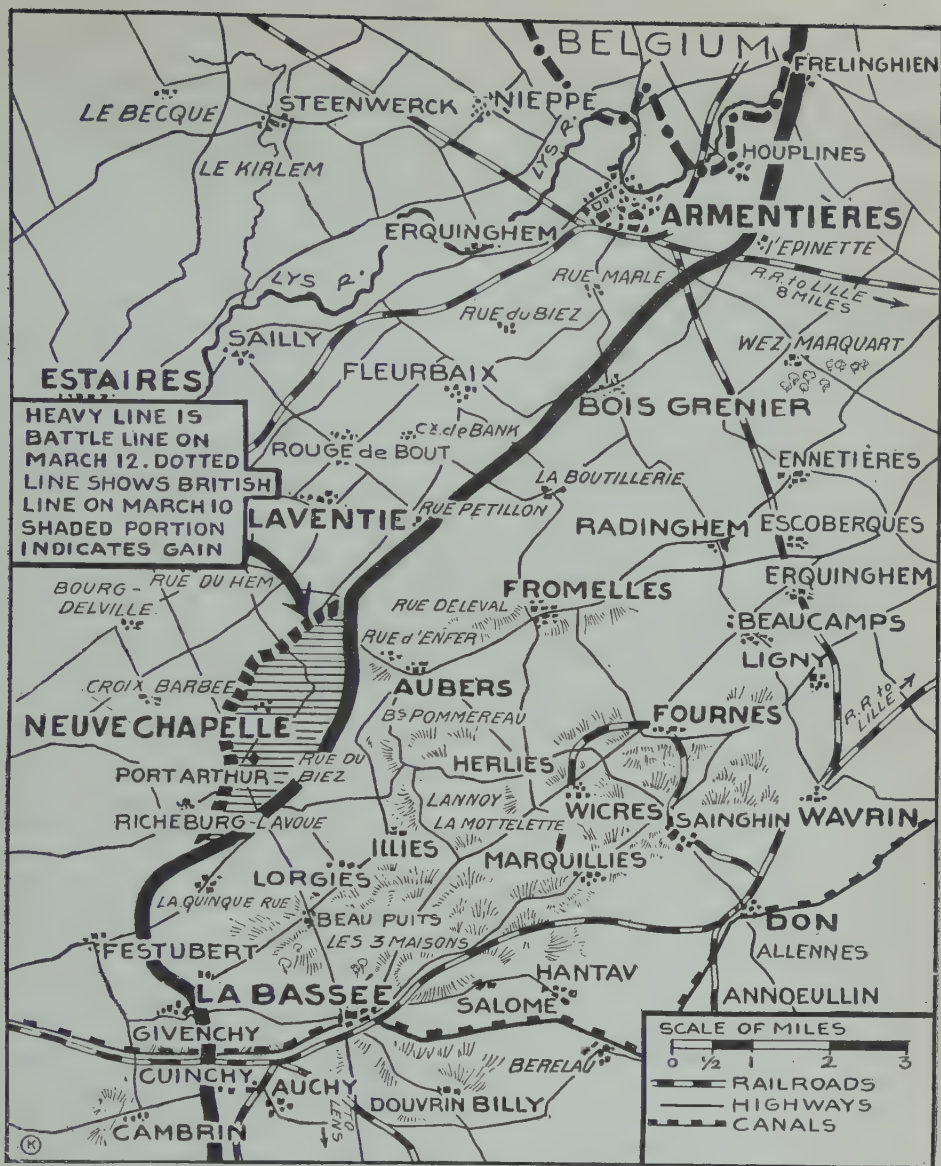 BELGIUM
FRELINGHIEN
LE BECQUE
STEENWERCK
NIEPPE
LYS R.
HOUPLINES
LE KIRLEM
ARMENTIERES
ERQUINGHEM
l'EPINETTE
LYS R.
RUE MARLE
R.R. to LILLE
8 MILES
RUE du BIEZ
SAILLY
WEZ MARQUART
ESTAIRES
FLEURBAIX
BOIS GRENIER
HEAVY LINE IS
BATTLE LINE ON
MARCH 12. DOTTED
LINE SHOWS BRITISH
LINE ON MARCH 10
SHADED PORTION
INDICATES GAIN
Cx. de BANK
ROUGE de BOUT
ENNETIÈRES
LA BOUTILLERIE
LAVENTIE
RUE PETILLON
RADINGHEM
ESCOBERQUES
RUE DU HEM
BOURG-
DELVILLE
FROMELLES
ERQUINGHEM
RUE DELEVAL
BEAUCAMPS
RUE d'ENFER
LIGNY
CROIX BARBEE
AUBERS
R.R. to
LILLE
NEUVE CHAPELLE
Bs POMMEREAU
FOURNES
PORT ARTHUR
RUE DU
BIEZ
HERLIES
LANNOY
WICRES
WAVRIN
RICHEBURG-L'AVOUE
LA MOTTELETTE
SAINGHIN
ILLIES
MARQUILLIES
LORGIES
LA QUINQUE RUE
BEAU PUITS
DON
FESTUBERT
LES 3 MAISONS
ALLENNES
HANTAV
LA BASSEE
SALOME
ANNOEULLIN
GIVENCHY
BERELAU
CUINCHY
AUCHY
DOUVRIN
BILLY
TO
LENS
CAMBRIN
K
SCALE OF MILES
0 ½ 1 2 3
RAILROADS
HIGHWAYS
CANALS